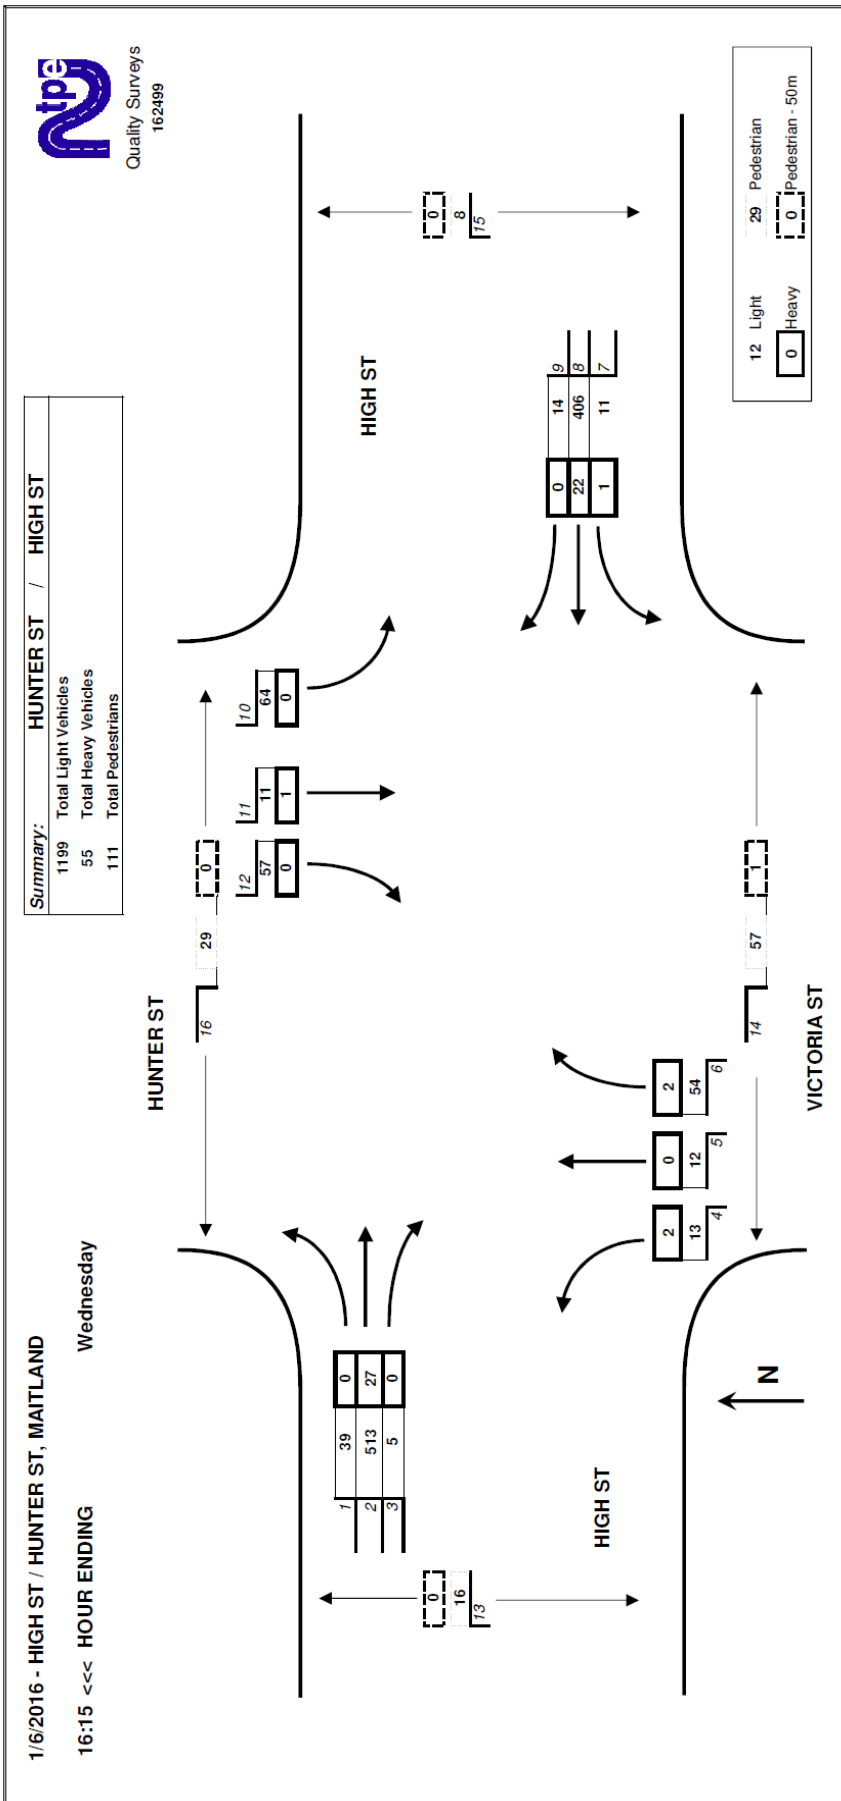 1/6/2016 - HIGH ST / HUNTER ST, MAITLAND
16:15 <<< HOUR ENDING Wednesday
Summary: HUNTER ST / HIGH ST
1199 Total Light Vehicles
55 Total Heavy Vehicles
111 Total Pedestrians
tpe
Quality Surveys
162499
HUNTER ST
16 29 0
12 11 10
57 11 64
0 1 0
HIGH ST
0
8
15
1 39 0
2 513 27
3 5 0
0 14 9
22 406 8
1 11 7
0
16
13
HIGH ST
2 0 2
13 12 54
4 5 6
14 57 1
VICTORIA ST
N
12 Light 29 Pedestrian
0 Heavy 0 Pedestrian - 50m